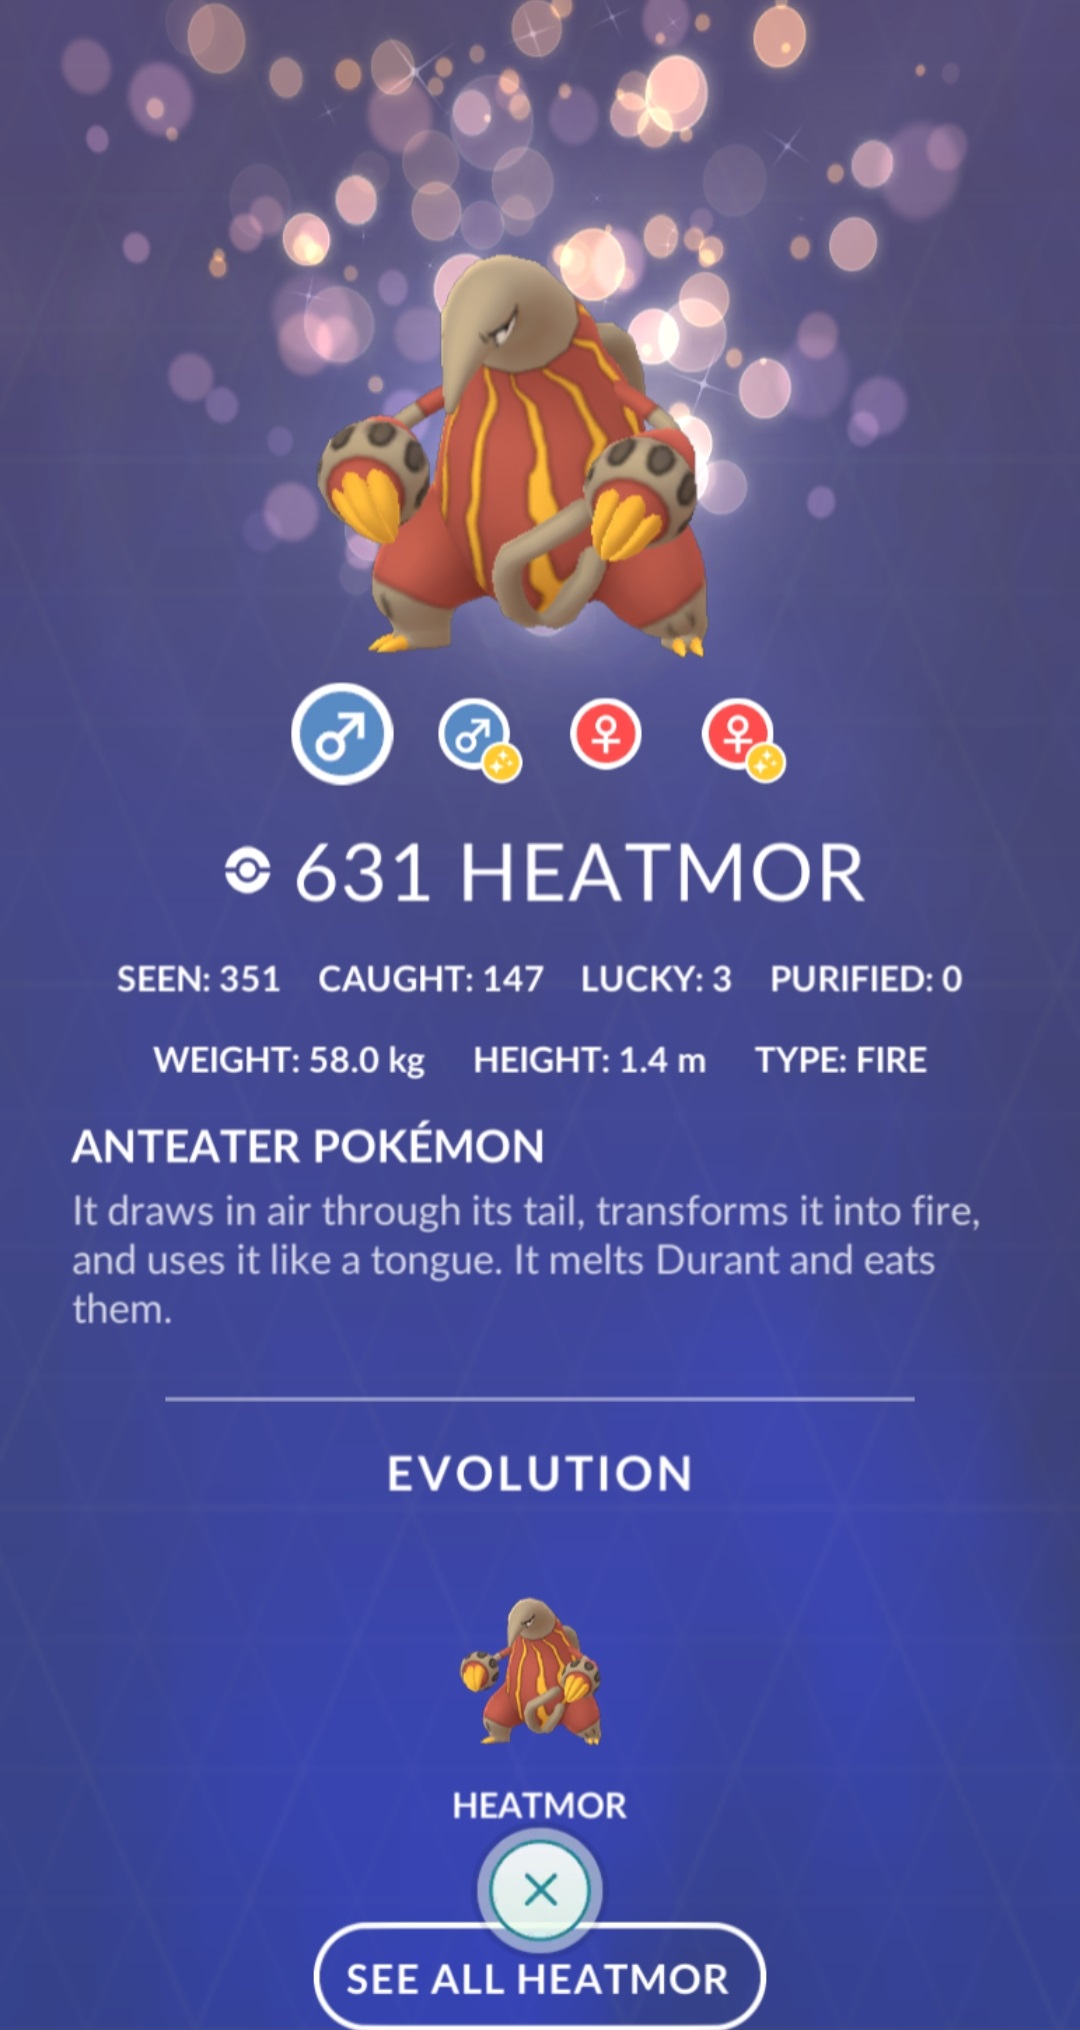 631 HEATMOR
SEEN: 351 CAUGHT: 147 LUCKY: 3 PURIFIED: 0
WEIGHT: 58.0 kg HEIGHT: 1.4 m TYPE: FIRE
ANTEATER POKÉMON
It draws in air through its tail, transforms it into fire,
and uses it like a tongue. It melts Durant and eats
them.
EVOLUTION
HEATMOR
SEE ALL HEATMOR